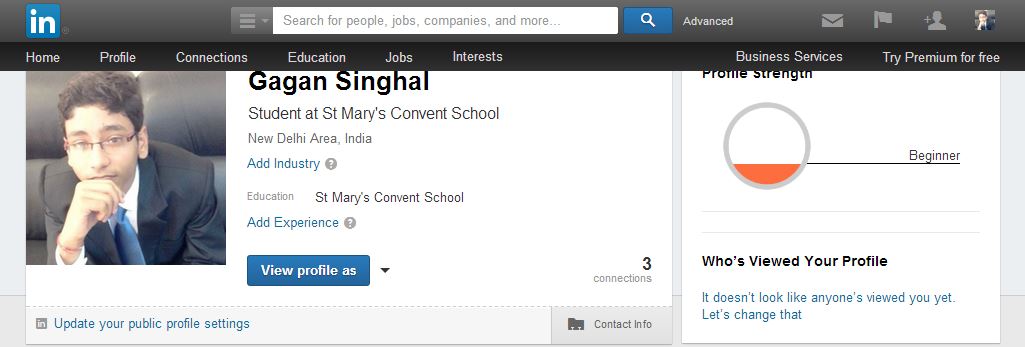 in
Search for people, jobs, companies, and more...
Advanced
Home
Profile
Connections
Education
Jobs
Interests
Business Services
Try Premium for free
Gagan Singhal
Student at St Mary's Convent School
New Delhi Area, India
Add Industry ?
Education St Mary's Convent School
Add Experience ?
View profile as
3
connections
in Update your public profile settings
Contact Info
Profile Strength
Beginner
Who's Viewed Your Profile
It doesn't look like anyone's viewed you yet.
Let's change that